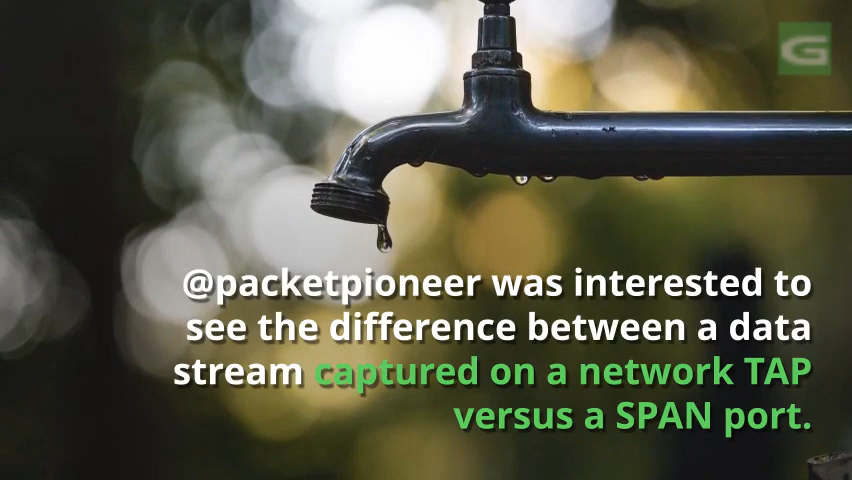 G
@packetpioneer was interested to
see the difference between a data
stream captured on a network TAP
versus a SPAN port.